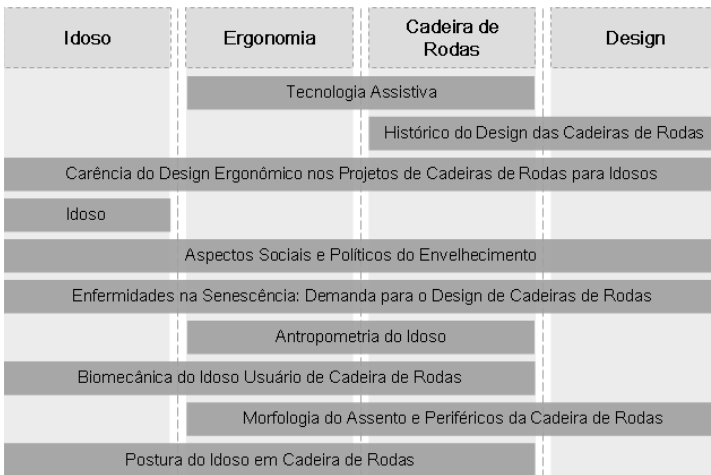 Idoso
Ergonomia
Cadeira de
Rodas
Design
Tecnologia Assistiva
Histórico do Design das Cadeiras de Rodas
Carência do Design Ergonômico nos Projetos de Cadeiras de Rodas para Idosos
Idoso
Aspectos Sociais e Políticos do Envelhecimento
Enfermidades na Senescência: Demanda para o Design de Cadeiras de Rodas
Antropometria do Idoso
Biomecânica do Idoso Usuário de Cadeira de Rodas
Morfologia do Assento e Periféricos da Cadeira de Rodas
Postura do Idoso em Cadeira de Rodas